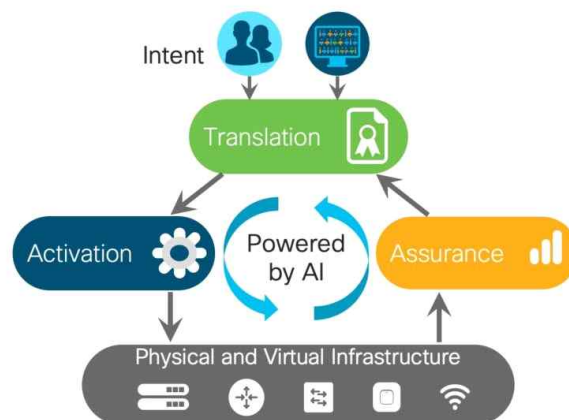 Intent
Translation
Activation
Powered
by AI
Assurance
Physical and Virtual Infrastructure